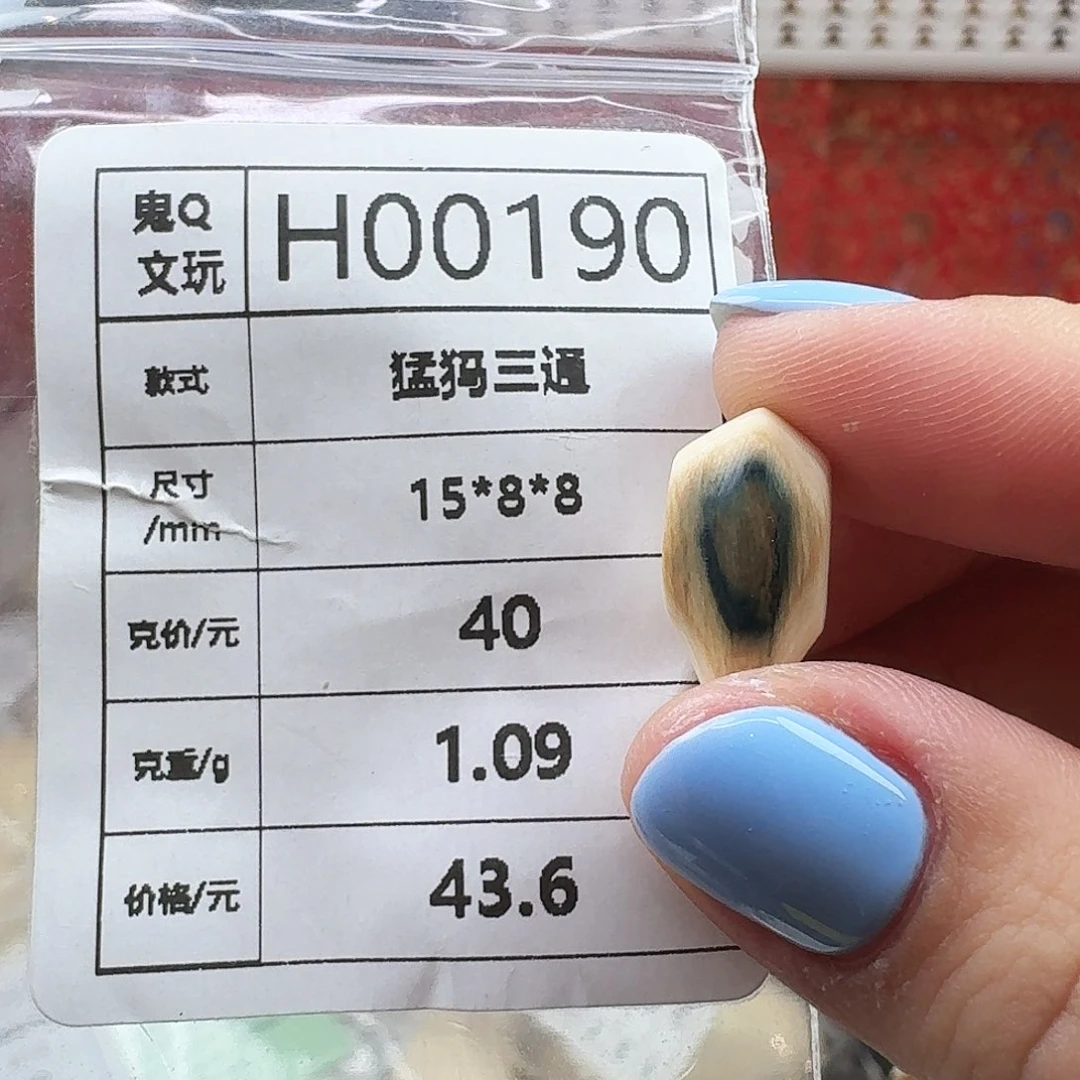 鬼Q
文玩
H00190
款式
猛犸三通
尺寸
/mm
15*8*8
克价/元
40
克重/g
1.09
价格/元
43.6